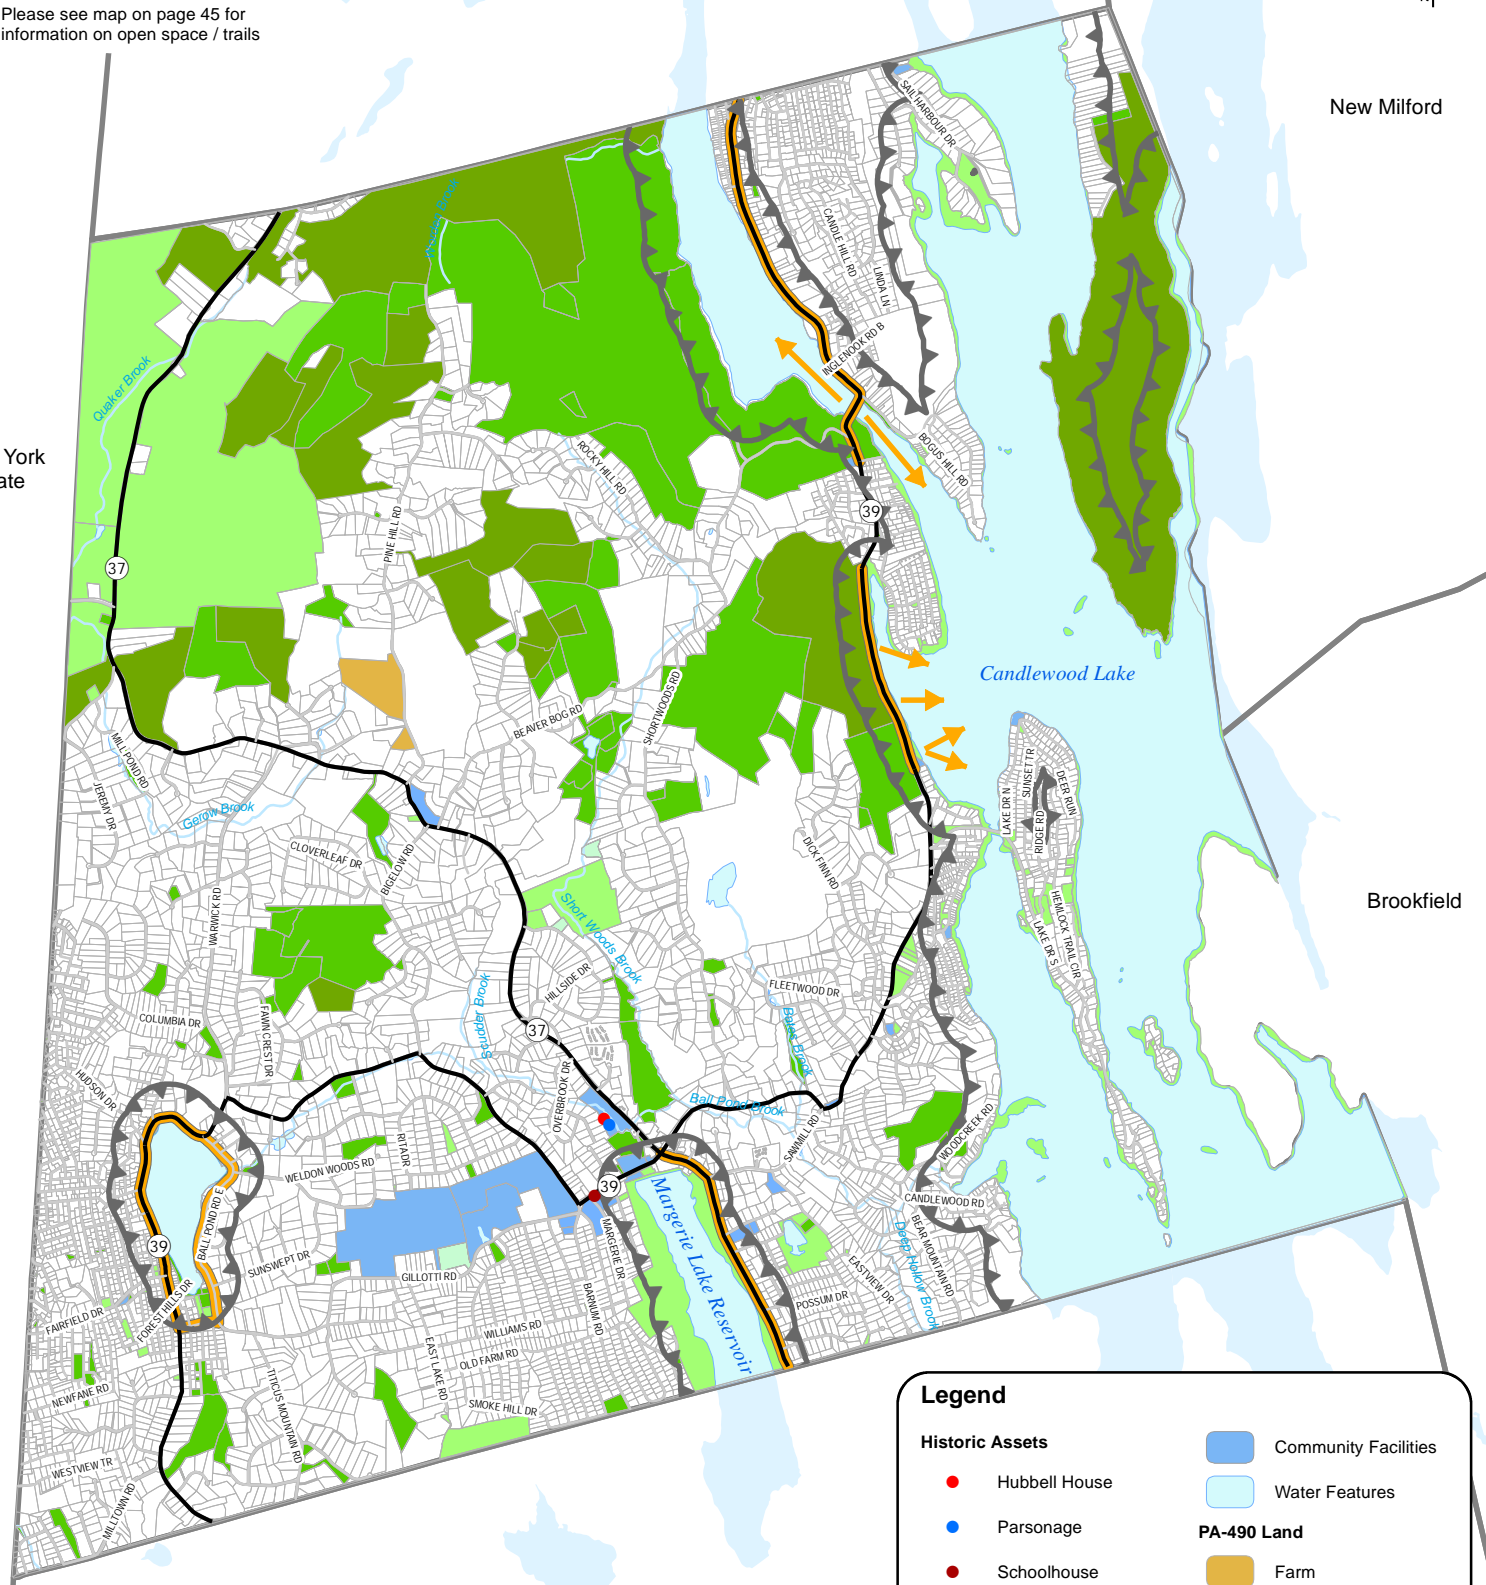 Please see map on page 45 for
information on open space / trails
New Milford
York
ate
Brookfield
SAIL HARBOUR DR
CANDLE HILL RD
LINDA LN
INGLENOOK RD B
BOGUS HILL RD
Quaker Brook
ROCKY HILL RD
PINE HILL RD
39
37
Candlewood Lake
SHORTWOODS RD
BEAVER BOG RD
MILL POND RD
JEREMY DR
Gerow Brook
CLOVERLEAF DR
BIGELOW RD
WARWICK RD
DICK FINN RD
LAKE DR N
SUNSET TR
RIDGE RD
DEER RUN
HEMLOCK TRAIL CIR
LAKE DR S
Short Woods Brook
HILLSIDE DR
FLEETWOOD DR
Scudder Brook
COLUMBIA DR
FAWN CREST DR
37
Bates Brook
HUDSON DR
OVERBROOK DR
Ball Pond Brook
SAWMILL RD
WOODCREEK RD
RITA DR
WELDON WOODS RD
39
BALL POND RD E
CANDLEWOOD RD
BEAR MOUNTAIN RD
Deep Hollow Brook
39
SUNSWEPT DR
GILLOTTI RD
MARGERIE DR
Margerie Lake Reservoir
EASTVIEW DR
POSSUM DR
FAIRFIELD DR
FOREST HILLS DR
BARNUM RD
WILLIAMS RD
OLD FARM RD
EAST LAKE RD
SMOKE HILL DR
NEWFANE RD
TITICUS MOUNTAIN RD
WESTVIEW TR
MILLTOWN RD
Legend
Historic Assets
Hubbell House
Parsonage
Schoolhouse
Community Facilities
Water Features
PA-490 Land
Farm